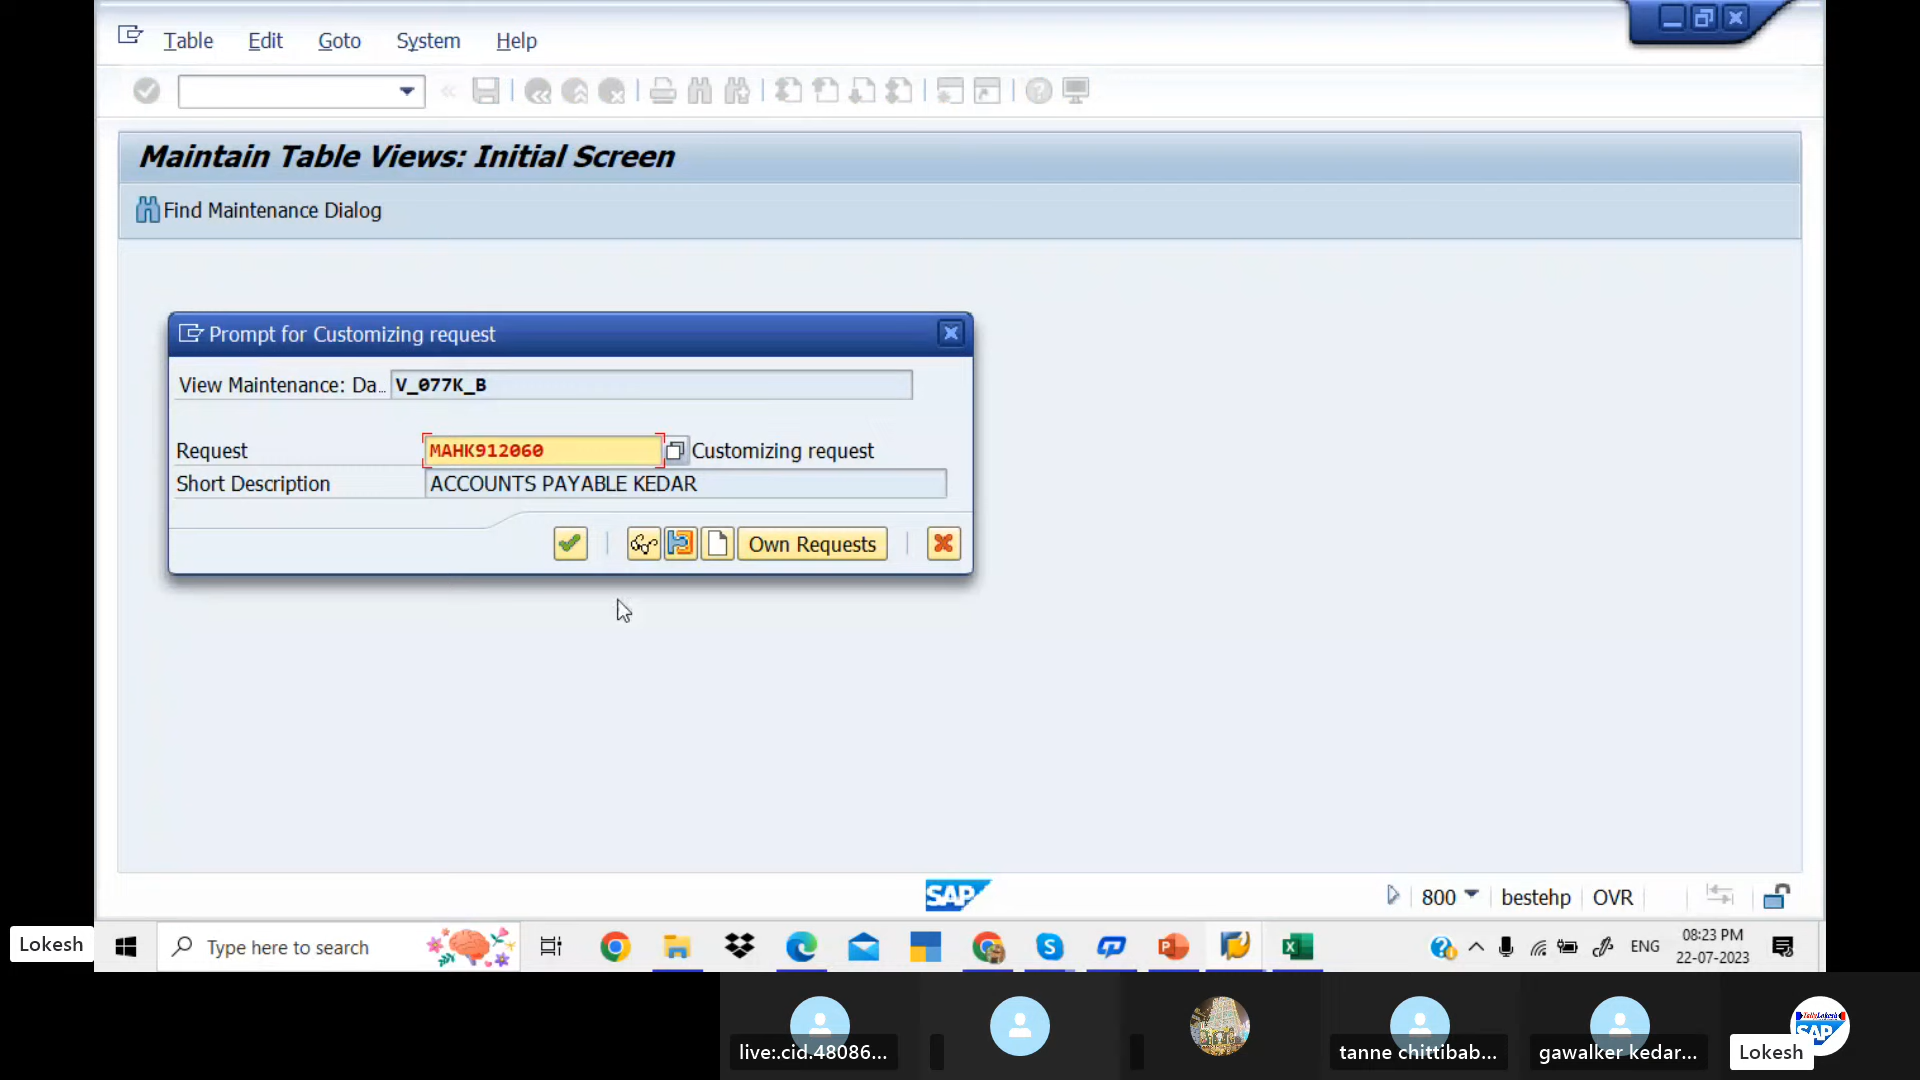 Table Edit Goto System Help
Maintain Table Views: Initial Screen
Find Maintenance Dialog
Prompt for Customizing request
View Maintenance: Da.. V_077K_B
Request MAHK912060 Customizing request
Short Description ACCOUNTS PAYABLE KEDAR
Own Requests
SAP 800 bestehp OVR
Lokesh
Type here to search
ENG
08:23 PM
22-07-2023
live:.cid.48086...
tanne chittibab...
gawalker kedar...
Lokesh
SAP